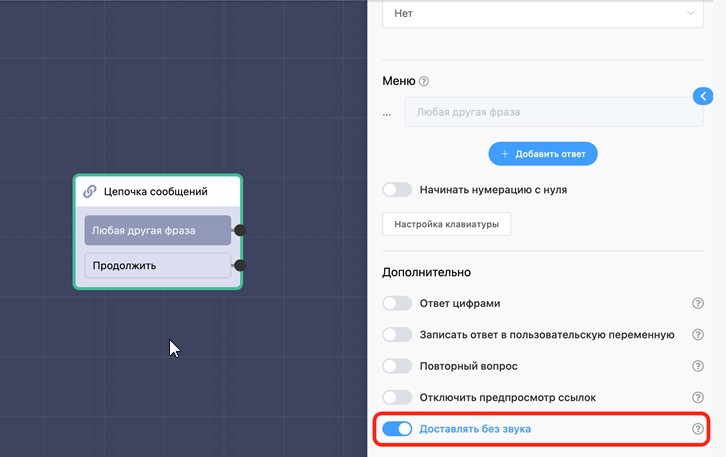 Нет
Меню
... Любая другая фраза
+ Добавить ответ
Начинать нумерацию с нуля
Настройка клавиатуры
Дополнительно
Ответ цифрами
Записать ответ в пользовательскую переменную
Повторный вопрос
Отключить предпросмотр ссылок
Доставлять без звука
Цепочка сообщений
Любая другая фраза
Продолжить